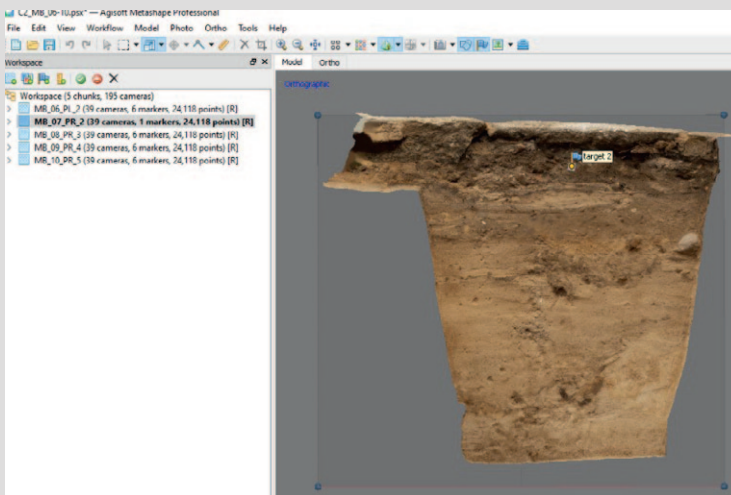 C2_MB_06-10.psx* — Agisoft Metashape Professional
File Edit View Workflow Model Photo Ortho Tools Help
Workspace
Model Ortho
Workspace (5 chunks, 195 cameras)
MB_06_PL_2 (39 cameras, 6 markers, 24,118 points) [R]
MB_07_PR_2 (39 cameras, 1 markers, 24,118 points) [R]
MB_08_PR_3 (39 cameras, 6 markers, 24,118 points) [R]
MB_09_PR_4 (39 cameras, 6 markers, 24,118 points) [R]
MB_10_PR_5 (39 cameras, 6 markers, 24,118 points) [R]
Orthographic
target 2